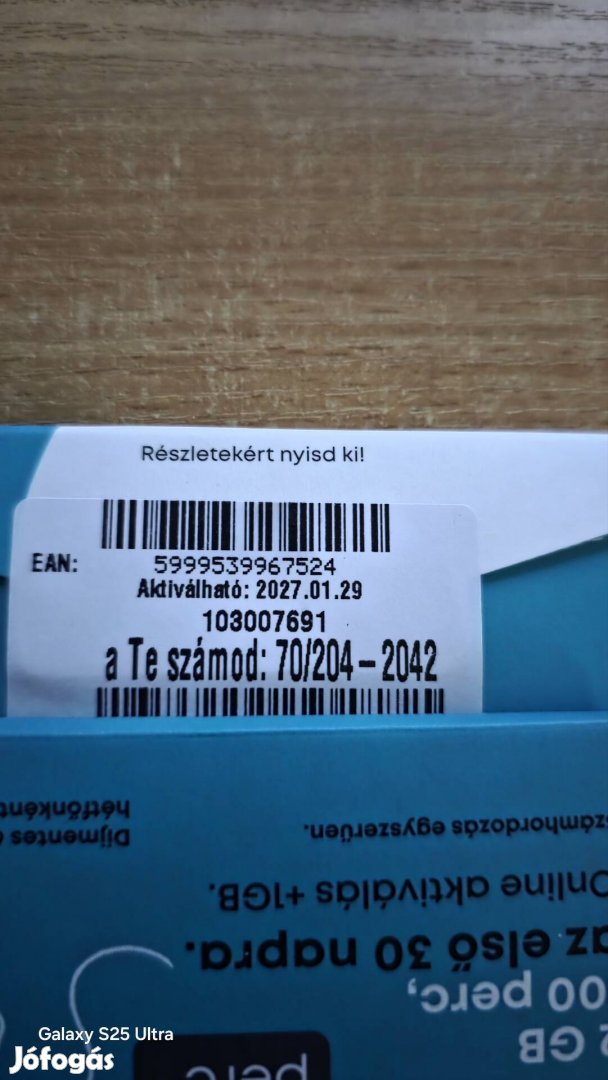 Részletekért nyisd ki!
EAN: 5999539967524
Aktiválható: 2027.01.29
103007691
a Te számod: 70/204-2042
Díjmentes
számhordozás egyszerűen.
Online aktiválás +1GB.
az első 30 napra.
00 perc,
GB
perc
Galaxy S25 Ultra
Jófogás